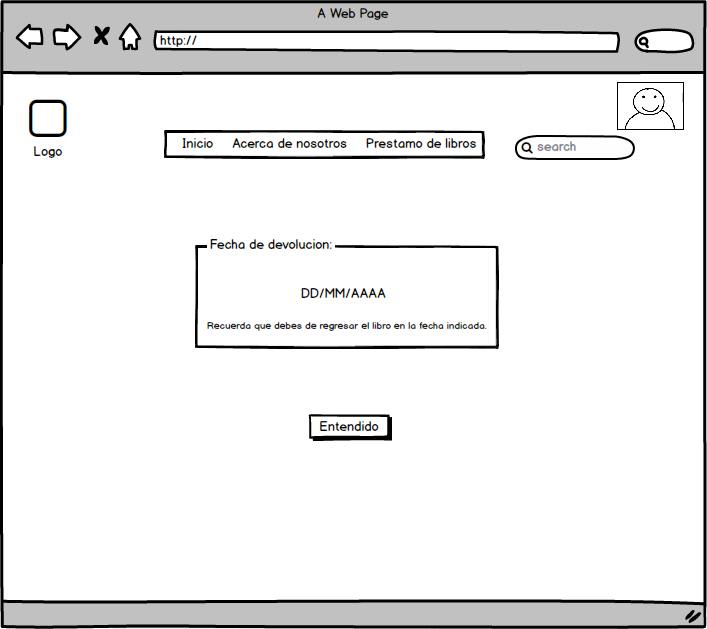 A Web Page
http://
Logo
Inicio Acerca de nosotros Prestamo de libros
search
Fecha de devolucion:
DD/MM/AAAA
Recuerda que debes de regresar el libro en la fecha indicada.
Entendido